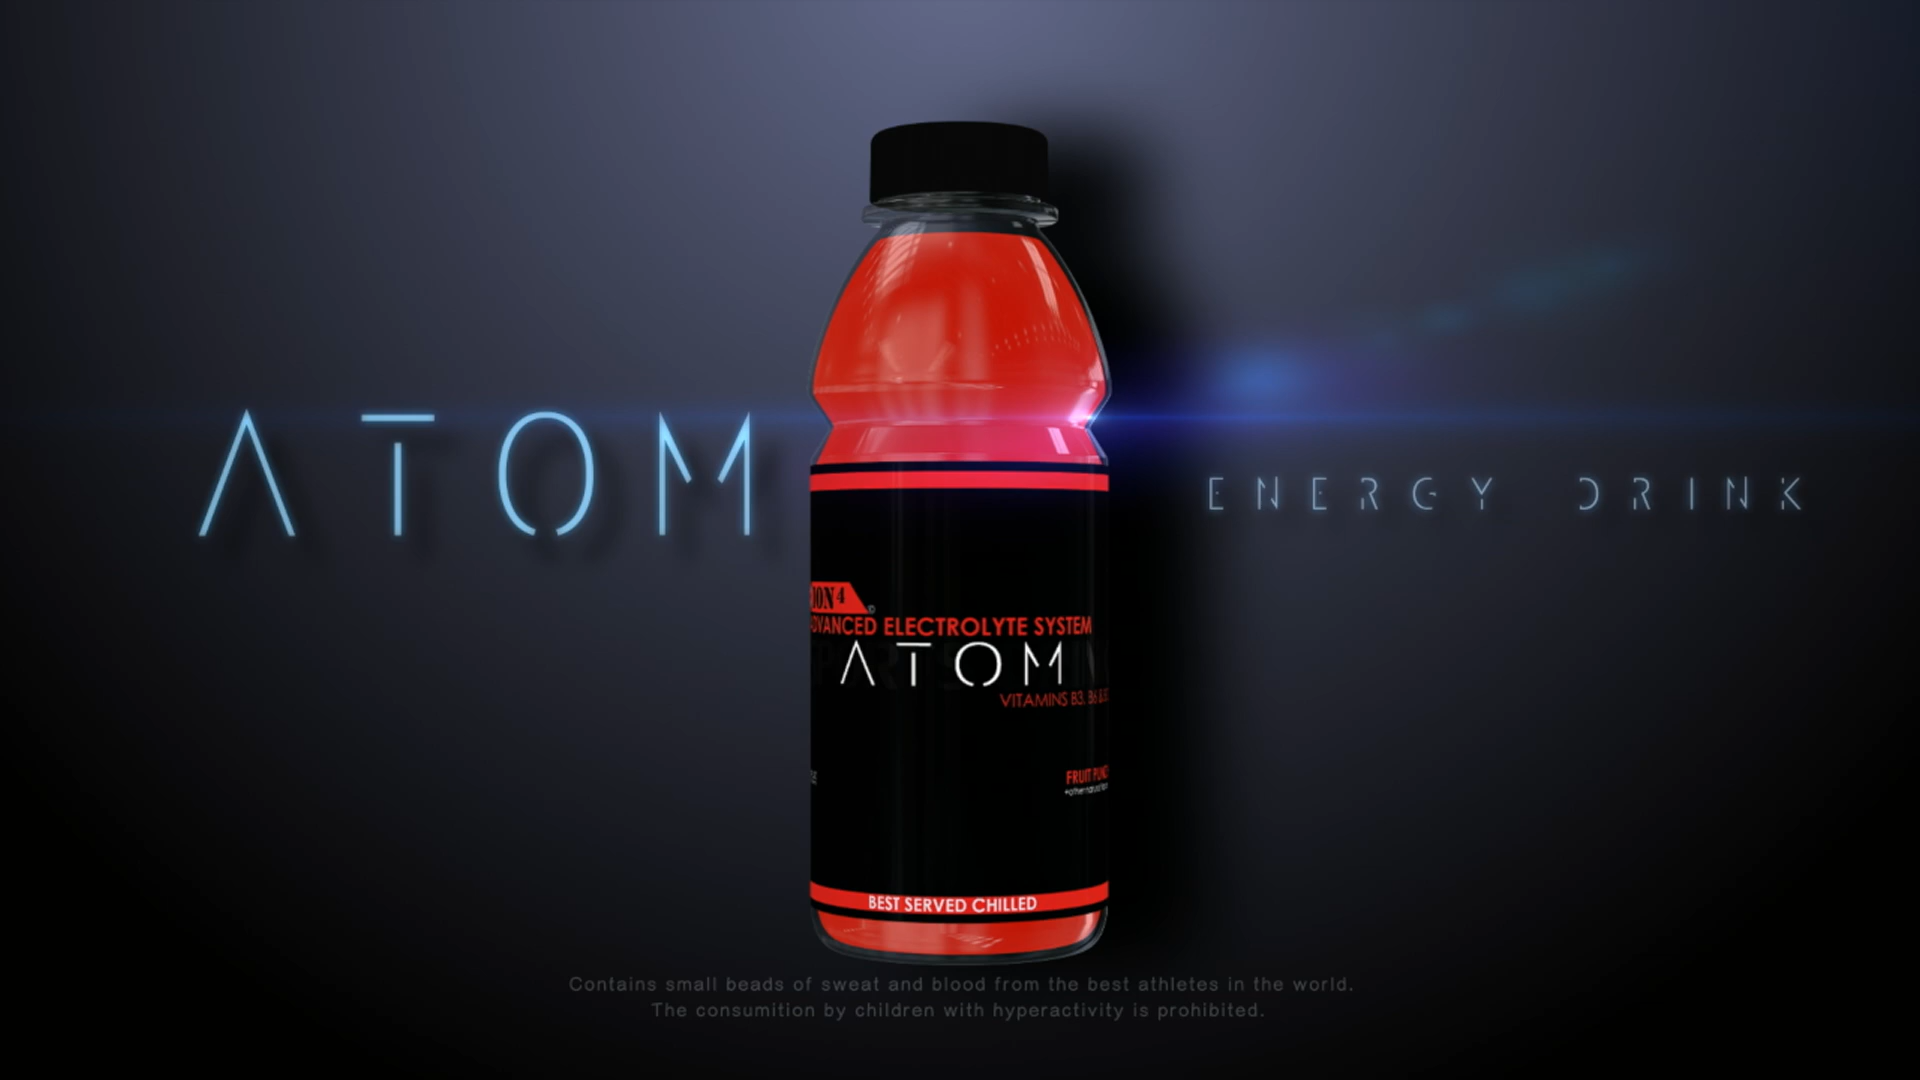 ATOM
ENERGY DRINK
ION4
ADVANCED ELECTROLYTE SYSTEM
ATOM
VITAMINS B3, B6
FRUIT
BEST SERVED CHILLED
Contains small beads of sweat and blood from the best athletes in the world.
The consumition by children with hyperactivity is prohibited.